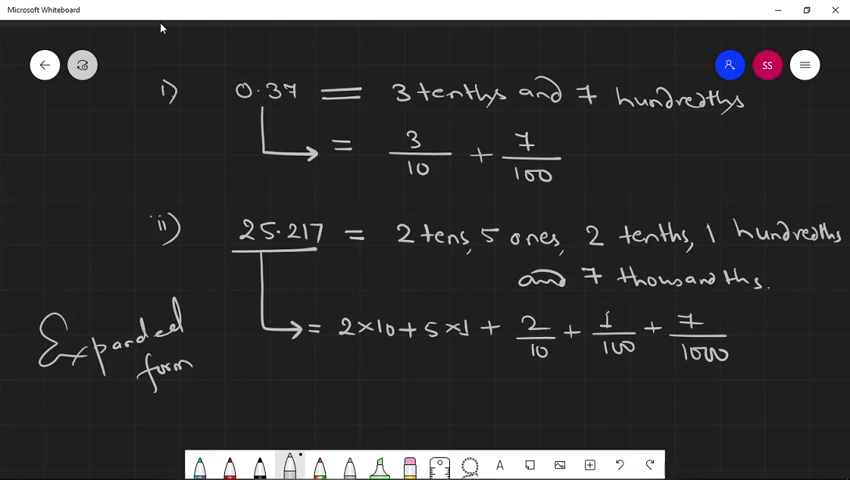 Microsoft Whiteboard
SS
i) 0.37 = 3 tenths and 7 hundredths
= 3/10 + 7/100
ii) 25.217 = 2 tens, 5 ones, 2 tenths, 1 hundredths
and 7 thousandths.
= 2×10 + 5×1 + 2/10 + 1/100 + 7/1000
Expanded
form
A